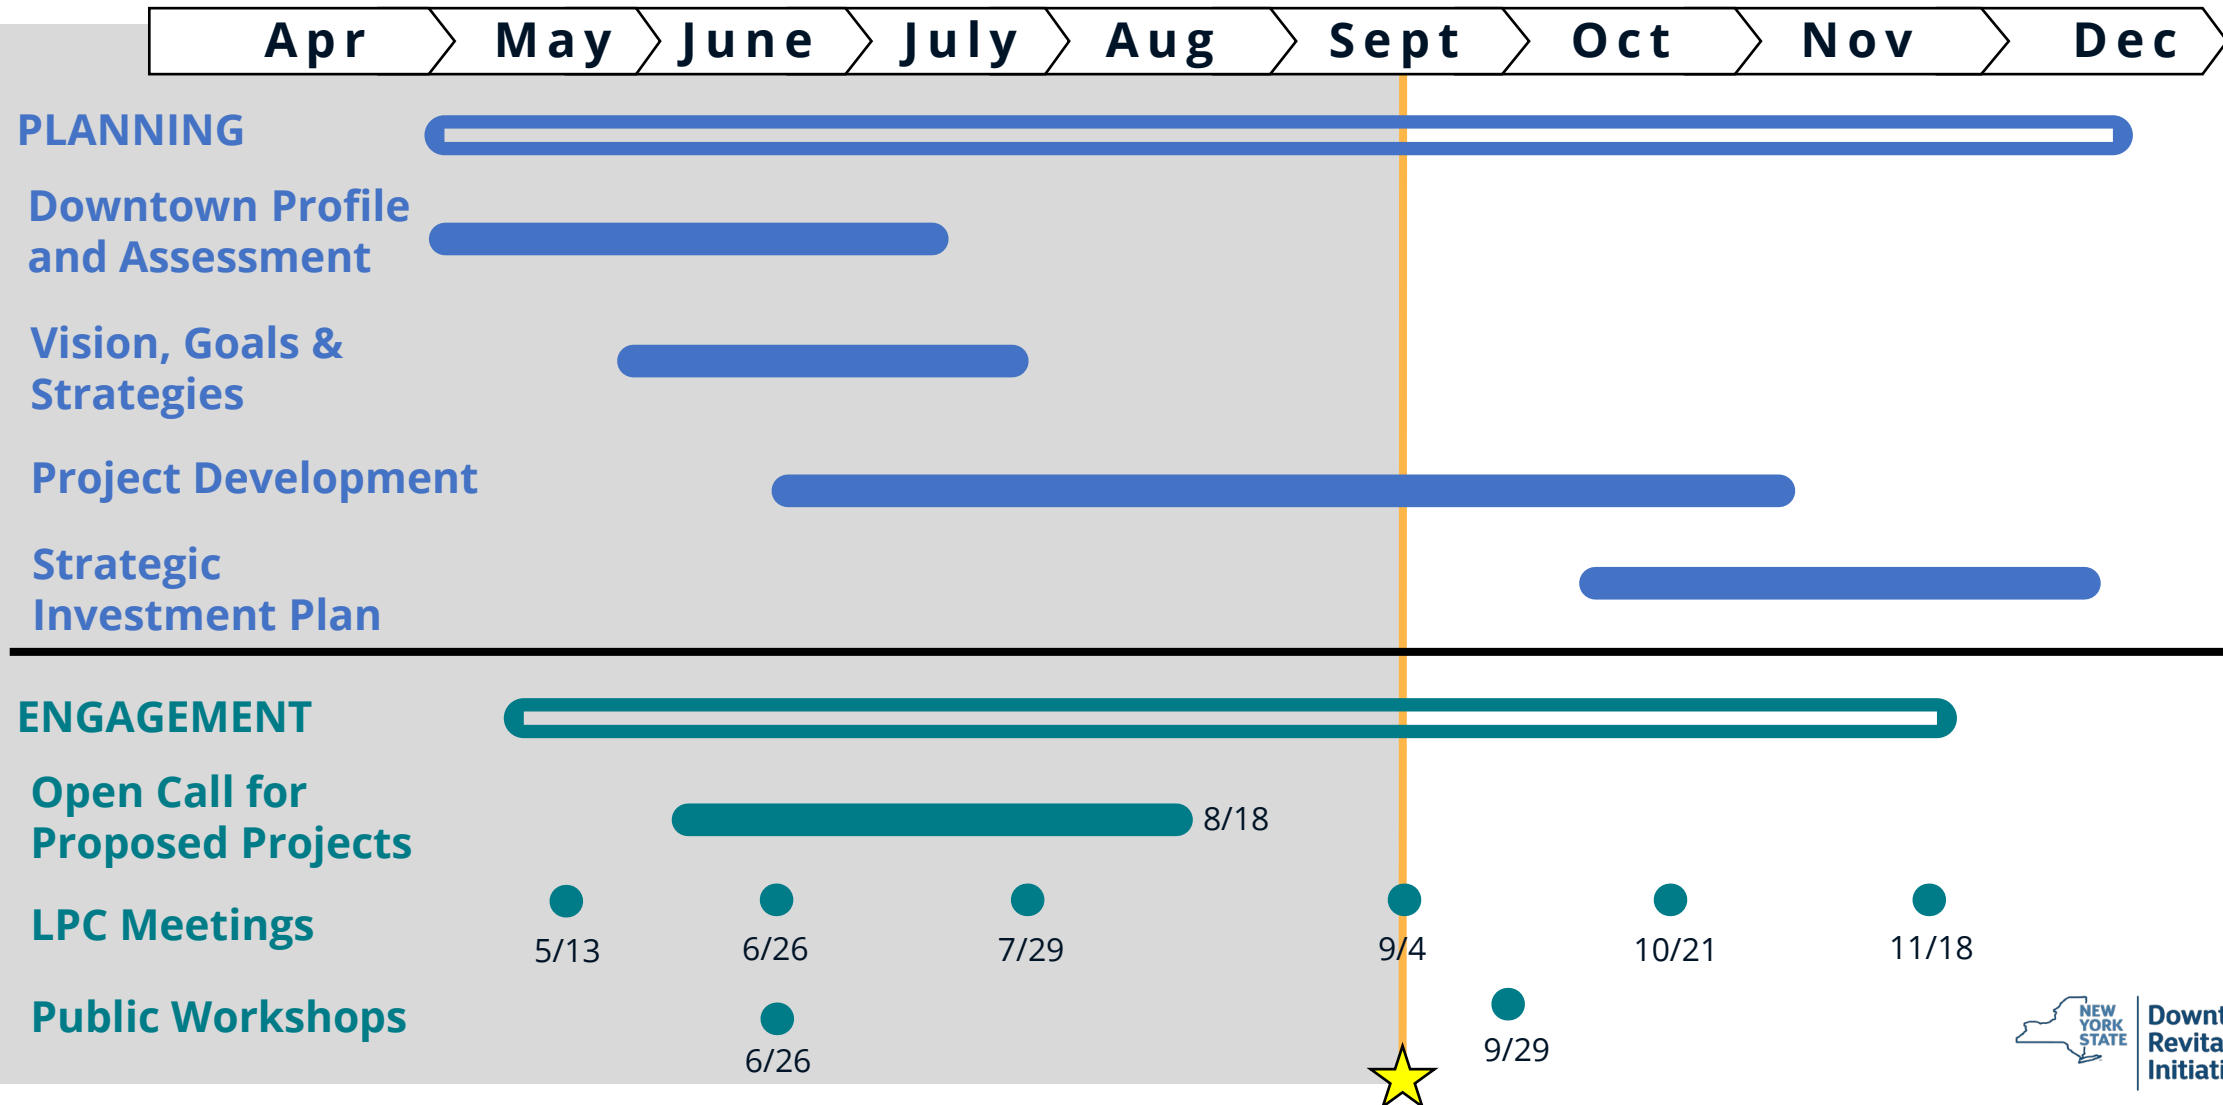 Apr May June July Aug Sept Oct Nov Dec
PLANNING
Downtown Profile
and Assessment
Vision, Goals &
Strategies
Project Development
Strategic
Investment Plan
ENGAGEMENT
Open Call for
Proposed Projects
8/18
LPC Meetings
5/13 6/26 7/29 9/4 10/21 11/18
Public Workshops
6/26 9/29
NEW
YORK
STATE